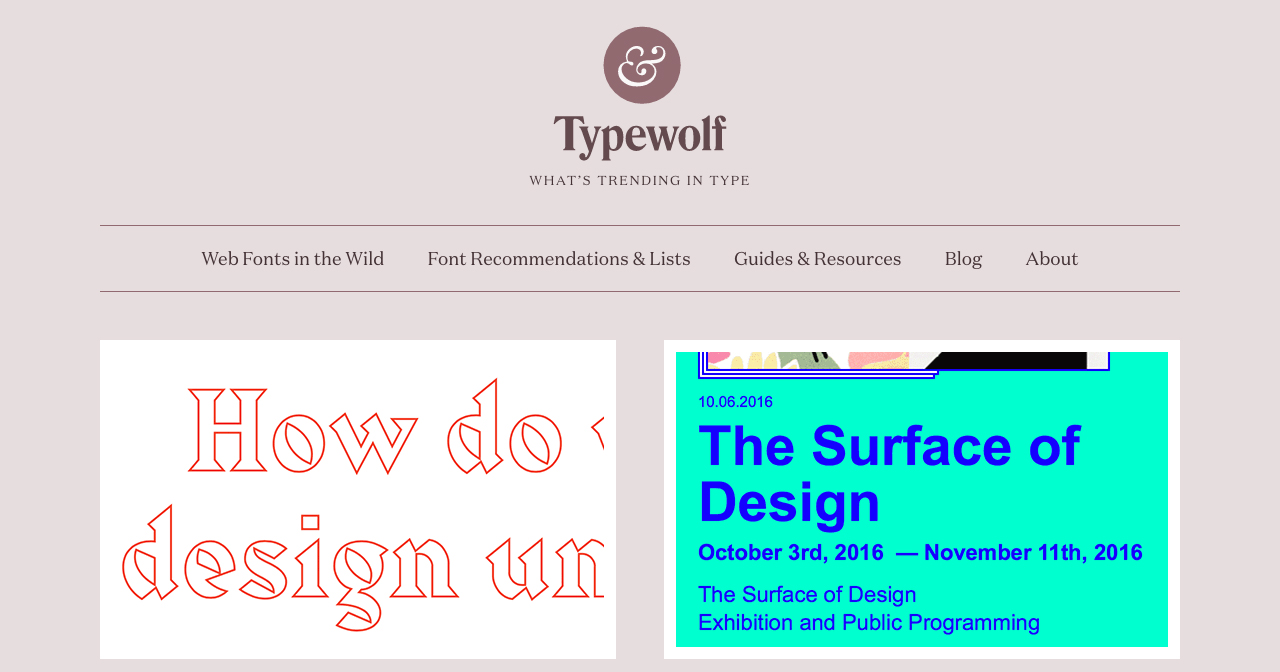 &
Typewolf
WHAT’S TRENDING IN TYPE
Web Fonts in the Wild
Font Recommendations & Lists
Guides & Resources
Blog
About
How do
design un
10.06.2016
The Surface of
Design
October 3rd, 2016 — November 11th, 2016
The Surface of Design
Exhibition and Public Programming